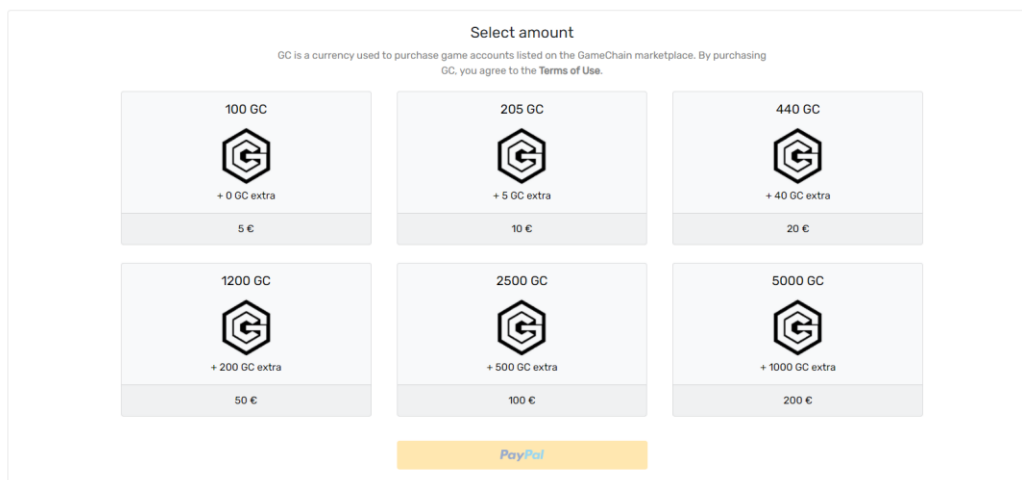 Select amount
GC is a currency used to purchase game accounts listed on the GameChain marketplace. By purchasing
GC, you agree to the Terms of Use.
100 GC
+ 0 GC extra
5 €
205 GC
+ 5 GC extra
10 €
440 GC
+ 40 GC extra
20 €
1200 GC
+ 200 GC extra
50 €
2500 GC
+ 500 GC extra
100 €
5000 GC
+ 1000 GC extra
200 €
PayPal